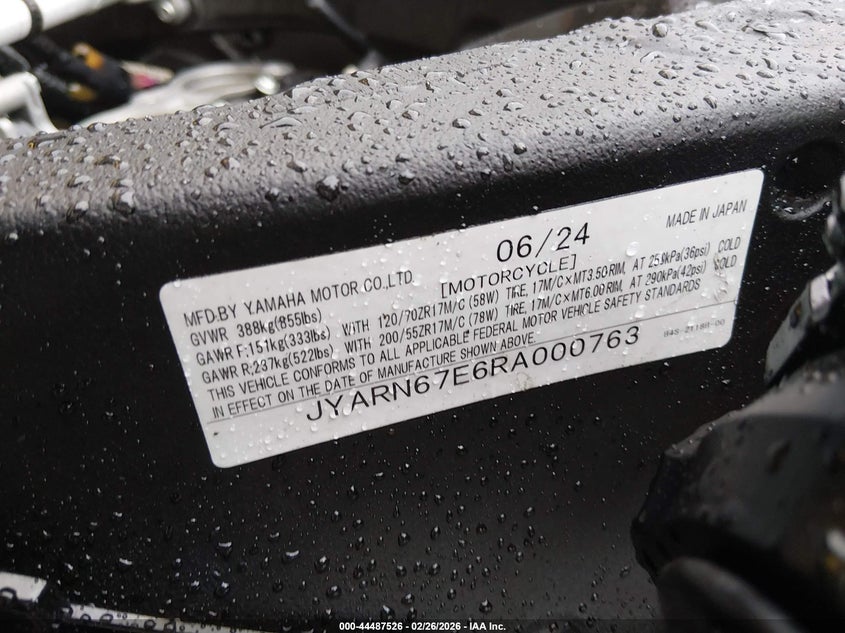 06/24
MADE IN JAPAN
MFD.BY YAMAHA MOTOR CO.,LTD
[MOTORCYCLE]
GVWR 388kg(855lbs)
GAWR F:151kg(333lbs) WITH 120/70ZR17M/C (58W) TIRE, 17M/C×MT3.50 RIM, AT 250kPa(36psi) COLD
GAWR R:237kg(522lbs) WITH 200/55ZR17M/C (78W) TIRE, 17M/C×MT6.00 RIM, AT 290kPa(42psi) COLD
THIS VEHICLE CONFORMS TO ALL APPLICABLE FEDERAL MOTOR VEHICLE SAFETY STANDARDS
IN EFFECT ON THE DATE OF MANUFACTURE SHOWN ABOVE.
JYARN67E6RA000763
000-44487526 - 02/26/2026 - IAA Inc.